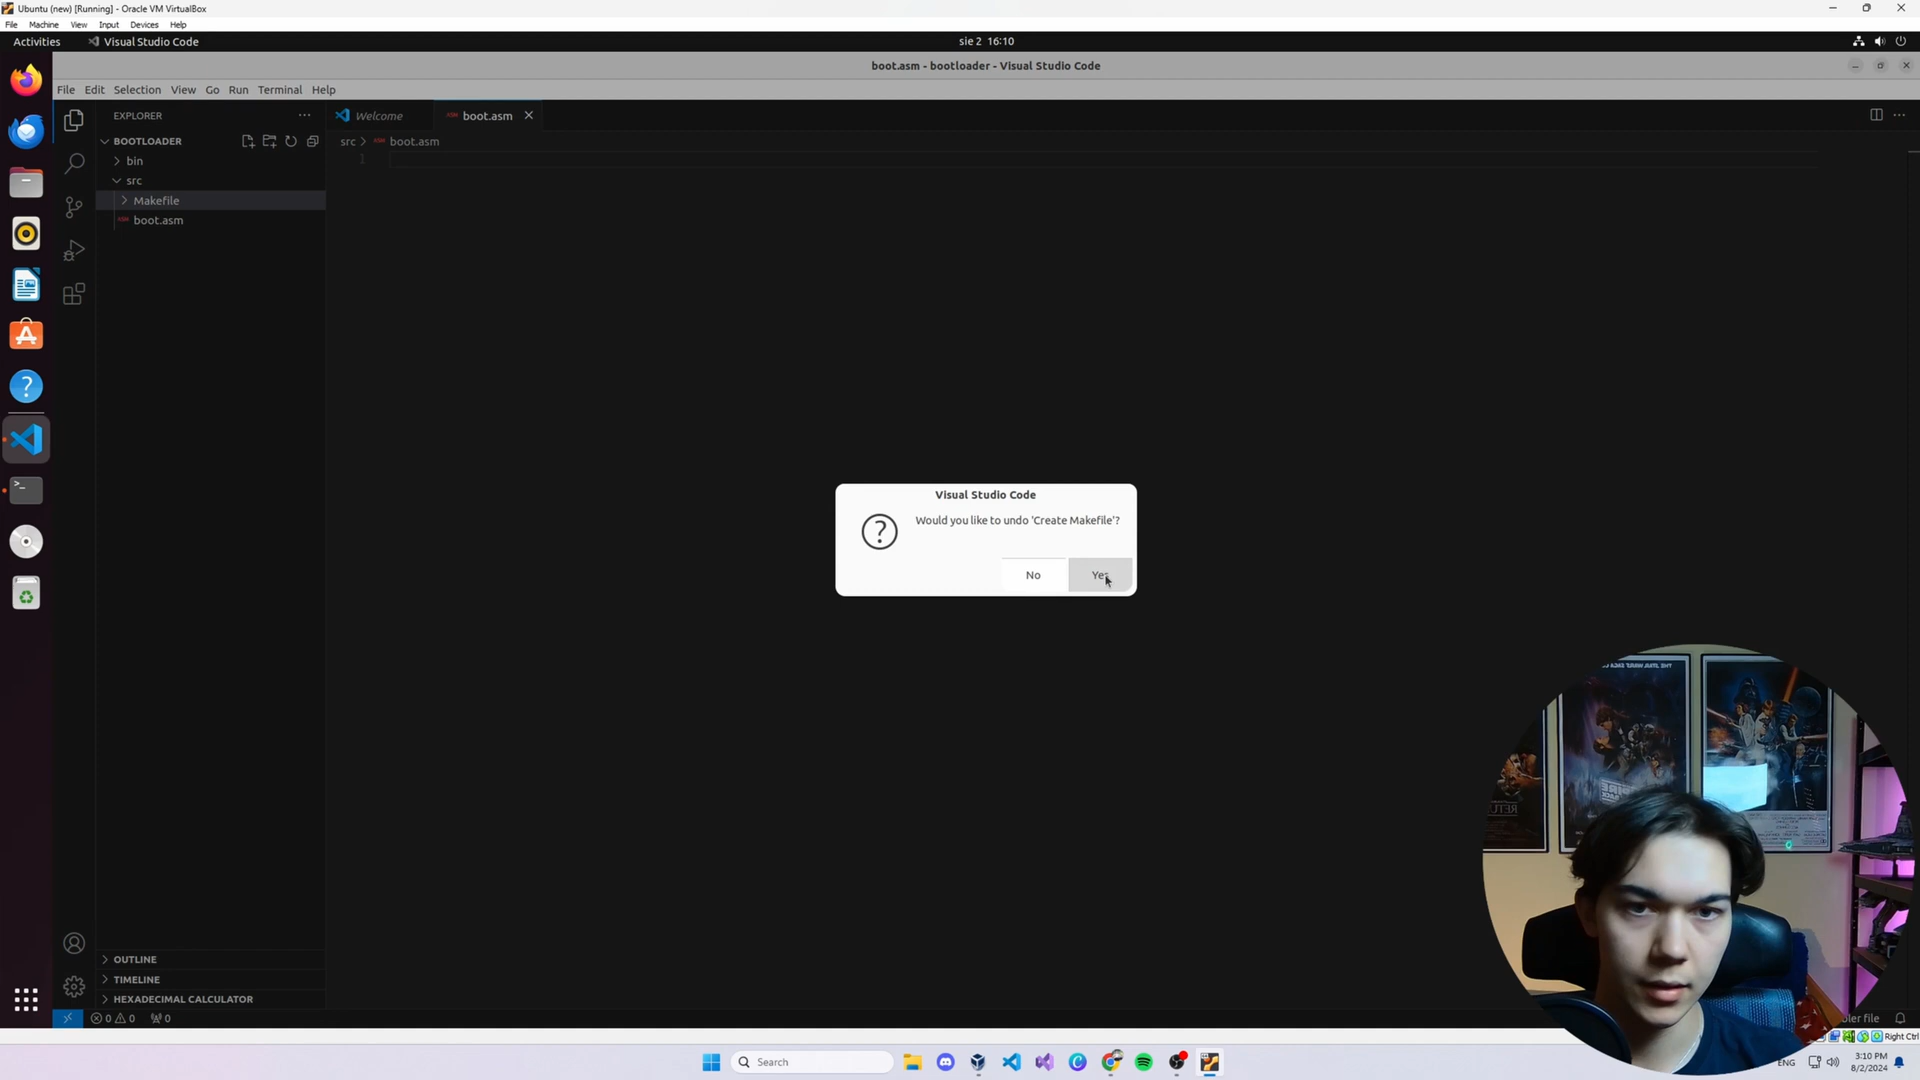 Ubuntu (new) [Running] - Oracle VM VirtualBox
File Machine View Input Devices Help
Activities Visual Studio Code sie 2 16:10
boot.asm - bootloader - Visual Studio Code
File Edit Selection View Go Run Terminal Help
EXPLORER
Welcome
boot.asm
BOOTLOADER
src > boot.asm
1
bin
src
Makefile
boot.asm
Visual Studio Code
Would you like to undo 'Create Makefile'?
No
Yes
OUTLINE
TIMELINE
HEXADECIMAL CALCULATOR
0 0 0
Right Ctrl
Search
ENG
3:10 PM
8/2/2024